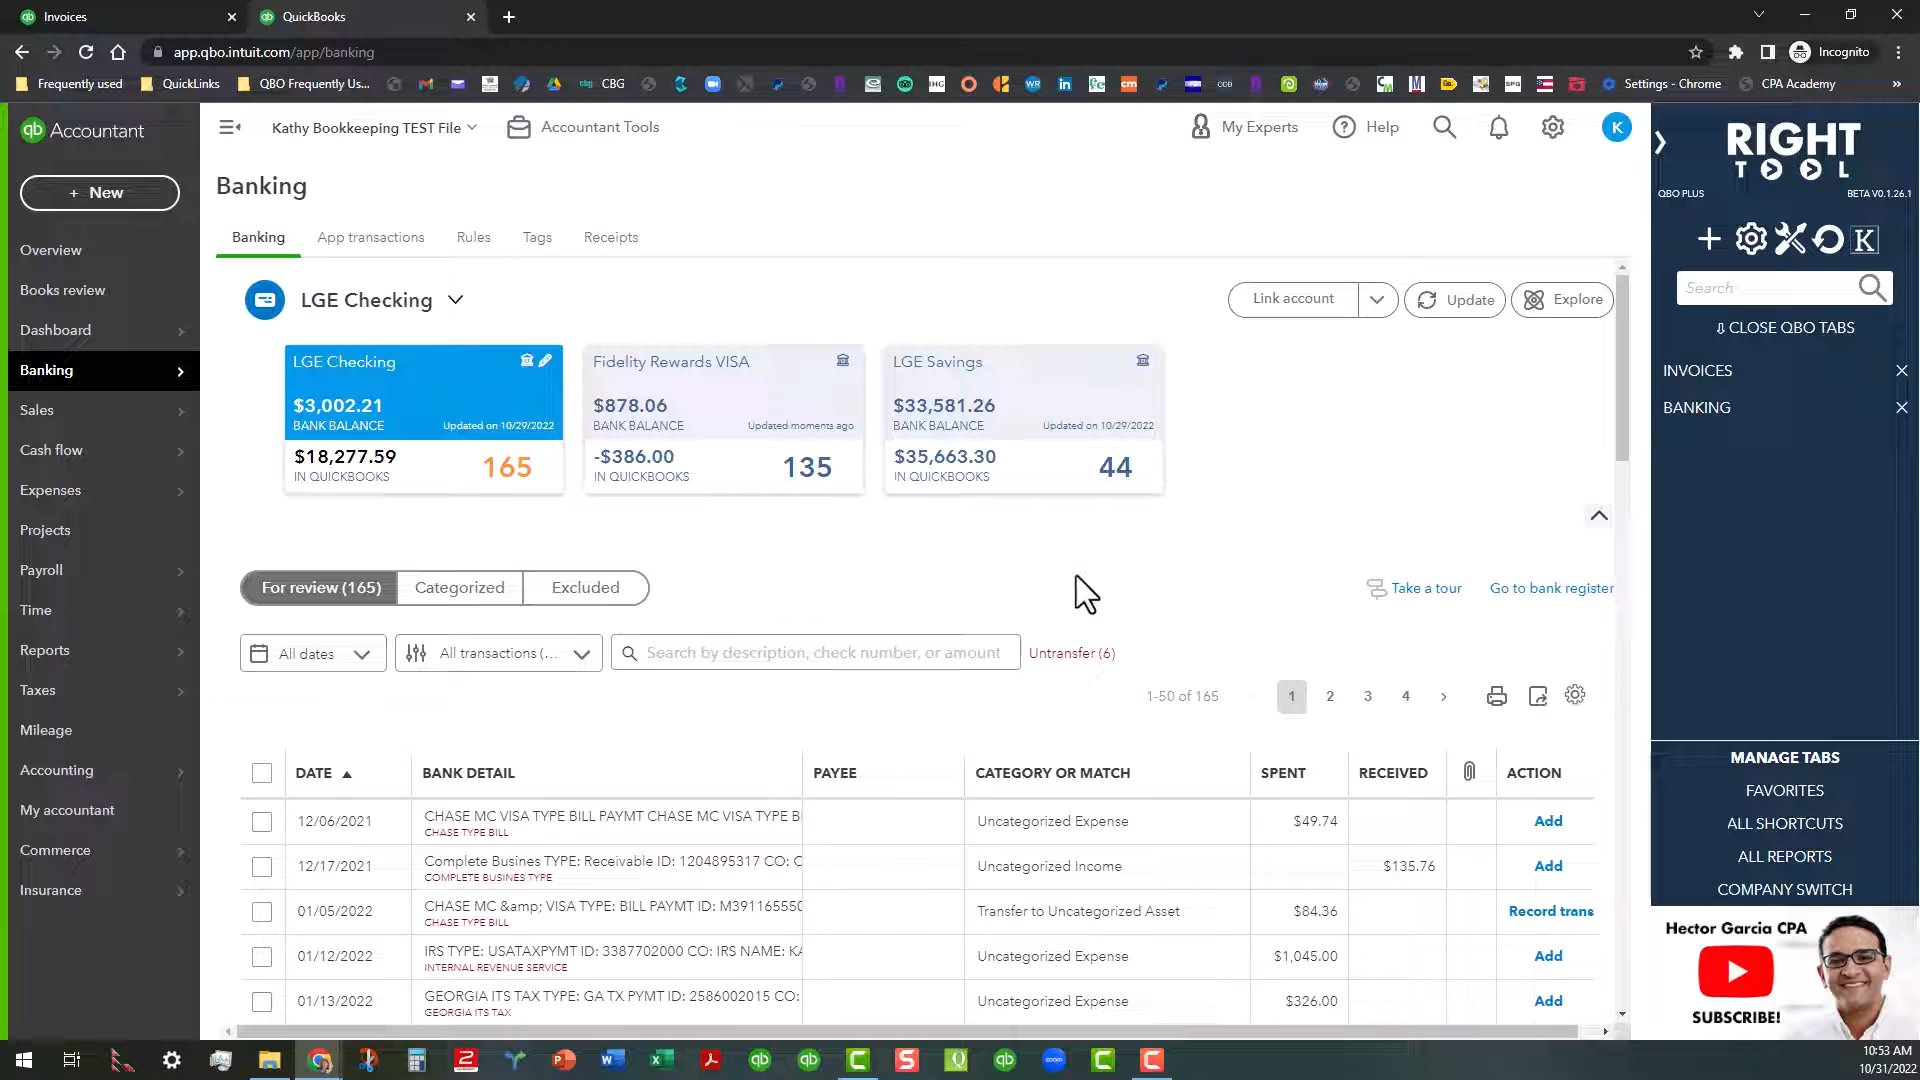 Invoices
QuickBooks
app.qbo.intuit.com/app/banking
Incognito
Frequently used
QuickLinks
QBO Frequently Us...
CBG
Settings - Chrome
CPA Academy
»
qb Accountant
Kathy Bookkeeping TEST File
Accountant Tools
My Experts
Help
K
+ New
Overview
Books review
Dashboard
Banking
Sales
Cash flow
Expenses
Projects
Payroll
Time
Reports
Taxes
Mileage
Accounting
My accountant
Commerce
Insurance
Banking
Banking
App transactions
Rules
Tags
Receipts
LGE Checking
Link account
Update
Explore
LGE Checking
$3,002.21
BANK BALANCE
Updated on 10/29/2022
$18,277.59
IN QUICKBOOKS
165
Fidelity Rewards VISA
$878.06
BANK BALANCE
Updated moments ago
-$386.00
IN QUICKBOOKS
135
LGE Savings
$33,581.26
BANK BALANCE
Updated on 10/29/2022
$35,663.30
IN QUICKBOOKS
44
For review (165)
Categorized
Excluded
Take a tour
Go to bank register
All dates
All transactions (...
Search by description, check number, or amount
Untransfer (6)
1-50 of 165
1
2
3
4
DATE
BANK DETAIL
PAYEE
CATEGORY OR MATCH
SPENT
RECEIVED
ACTION
12/06/2021
CHASE MC VISA TYPE BILL PAYMT CHASE MC VISA TYPE B
CHASE TYPE BILL
Uncategorized Expense
$49.74
Add
12/17/2021
Complete Busines TYPE: Receivable ID: 1204895317 CO: C
COMPLETE BUSINES TYPE
Uncategorized Income
$135.76
Add
01/05/2022
CHASE MC &amp; VISA TYPE: BILL PAYMT ID: M391165550
CHASE TYPE BILL
Transfer to Uncategorized Asset
$84.36
Record trans
01/12/2022
IRS TYPE: USATAXPYMT ID: 3387702000 CO: IRS NAME: KA
INTERNAL REVENUE SERVICE
Uncategorized Expense
$1,045.00
Add
01/13/2022
GEORGIA ITS TAX TYPE: GA TX PYMT ID: 2586002015 CO:
GEORGIA ITS TAX
Uncategorized Expense
$326.00
Add
RIGHT
TOOL
QBO PLUS
BETA V0.1.26.1
K
Search
⇩ CLOSE QBO TABS
INVOICES
BANKING
MANAGE TABS
FAVORITES
ALL SHORTCUTS
ALL REPORTS
COMPANY SWITCH
Hector Garcia CPA
SUBSCRIBE!
10:53 AM
10/31/2022